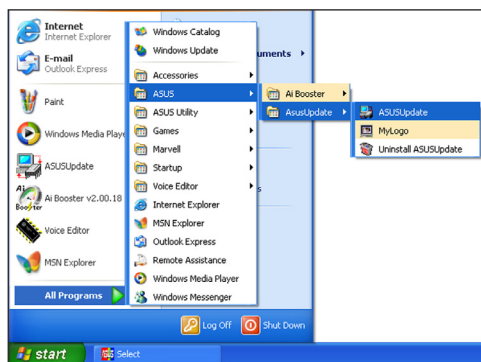 Internet
Internet Explorer
E-mail
Outlook Express
Paint
Windows Media Playe
ASUSUpdate
Ai Booster v2.00.18
Voice Editor
MSN Explorer
All Programs
Windows Catalog
Windows Update
Accessories
ASUS
ASUS Utility
Games
Marvell
Startup
Voice Editor
Internet Explorer
MSN Explorer
Outlook Express
Remote Assistance
Windows Media Player
Windows Messenger
uments
s
Ai Booster
AsusUpdate
ASUSUpdate
MyLogo
Uninstall ASUSUpdate
Log Off
Shut Down
start
Select